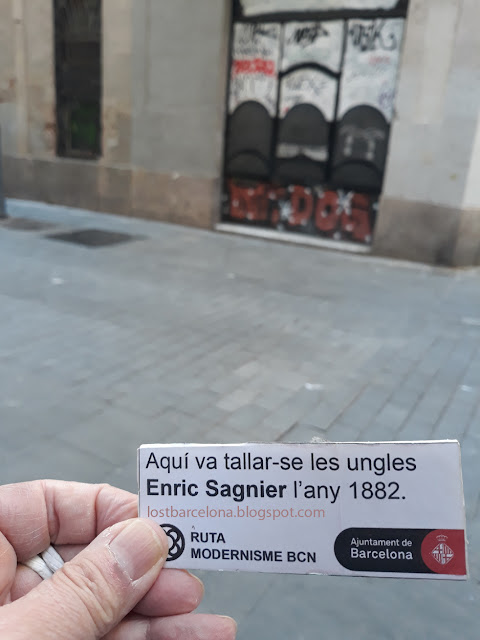 Aquí va tallar-se les ungles
Enric Sagnier l'any 1882.
lostbarcelona.blogspot.com
RUTA
MODERNISME BCN
Ajuntament de
Barcelona